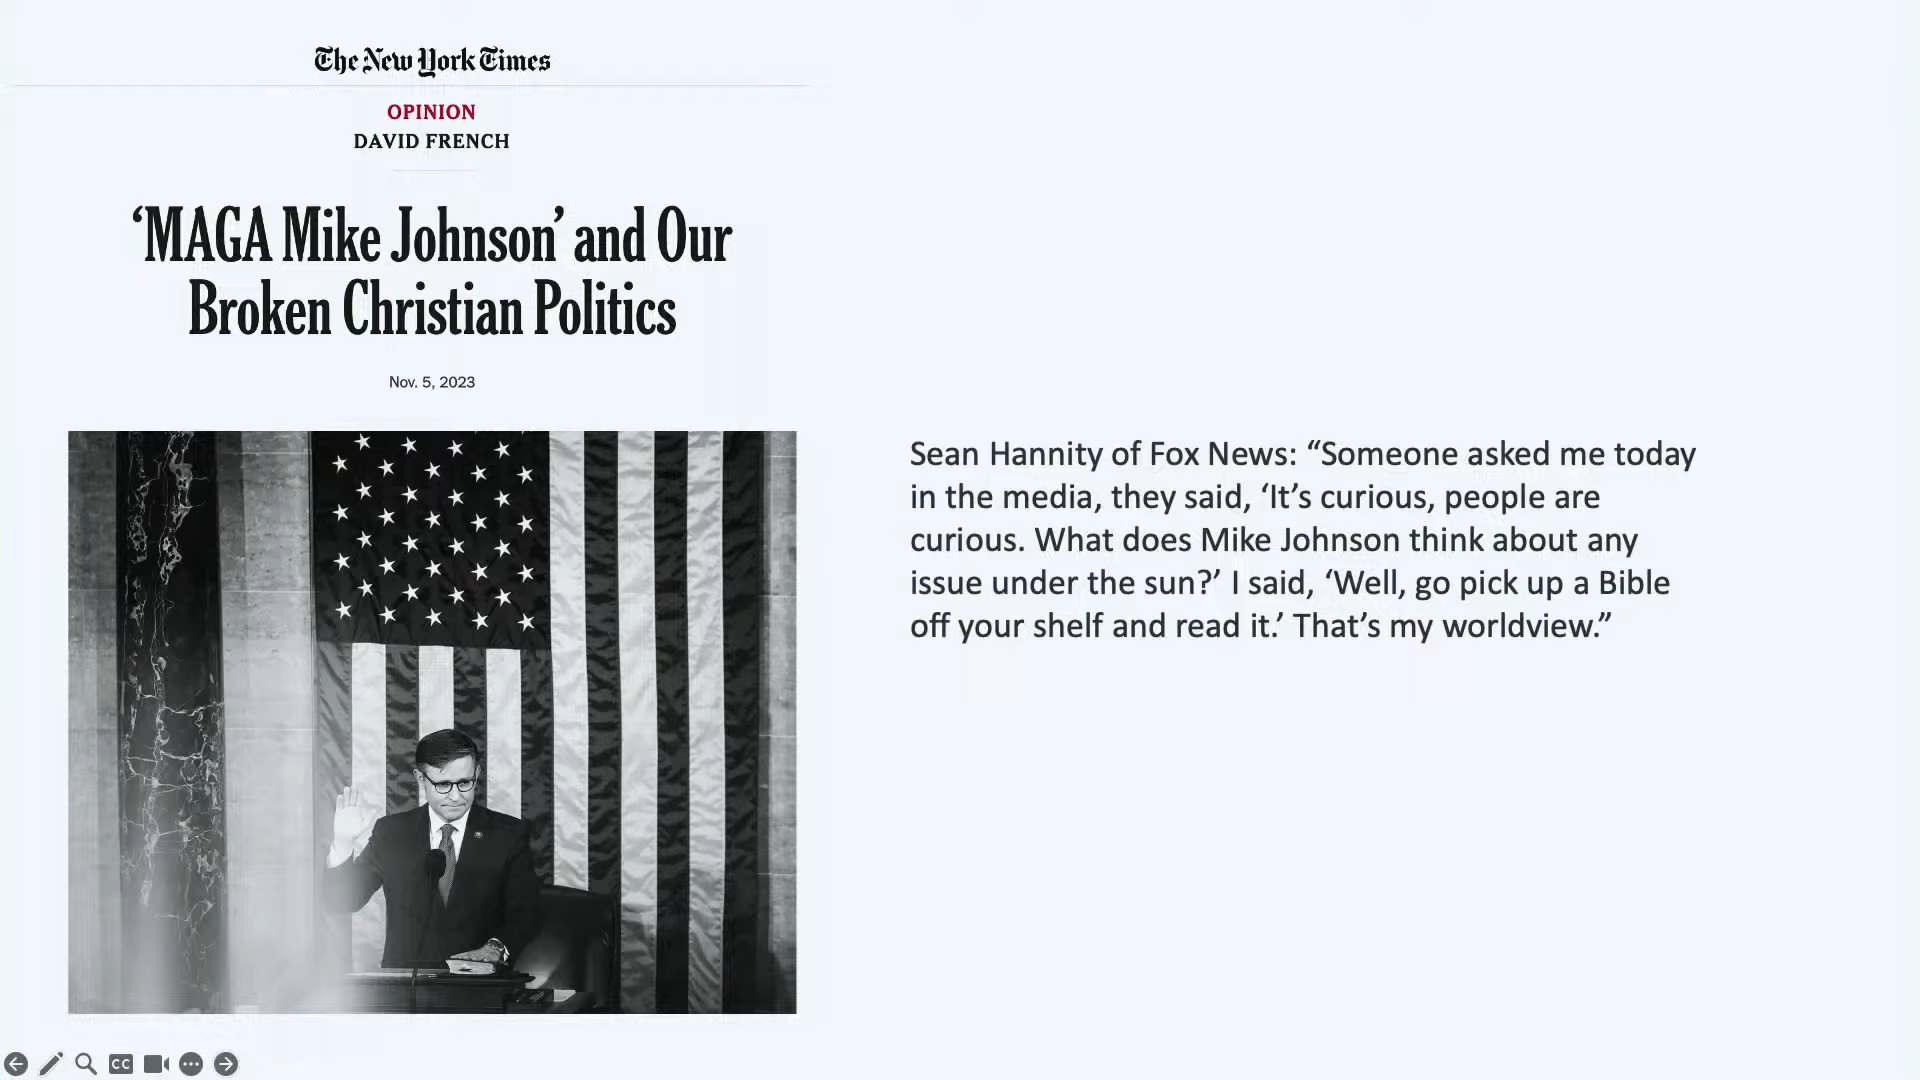 The New York Times
OPINION
DAVID FRENCH
‘MAGA Mike Johnson’ and Our
Broken Christian Politics
Nov. 5, 2023
Sean Hannity of Fox News: “Someone asked me today
in the media, they said, ‘It’s curious, people are
curious. What does Mike Johnson think about any
issue under the sun?’ I said, ‘Well, go pick up a Bible
off your shelf and read it.’ That’s my worldview.”
CC